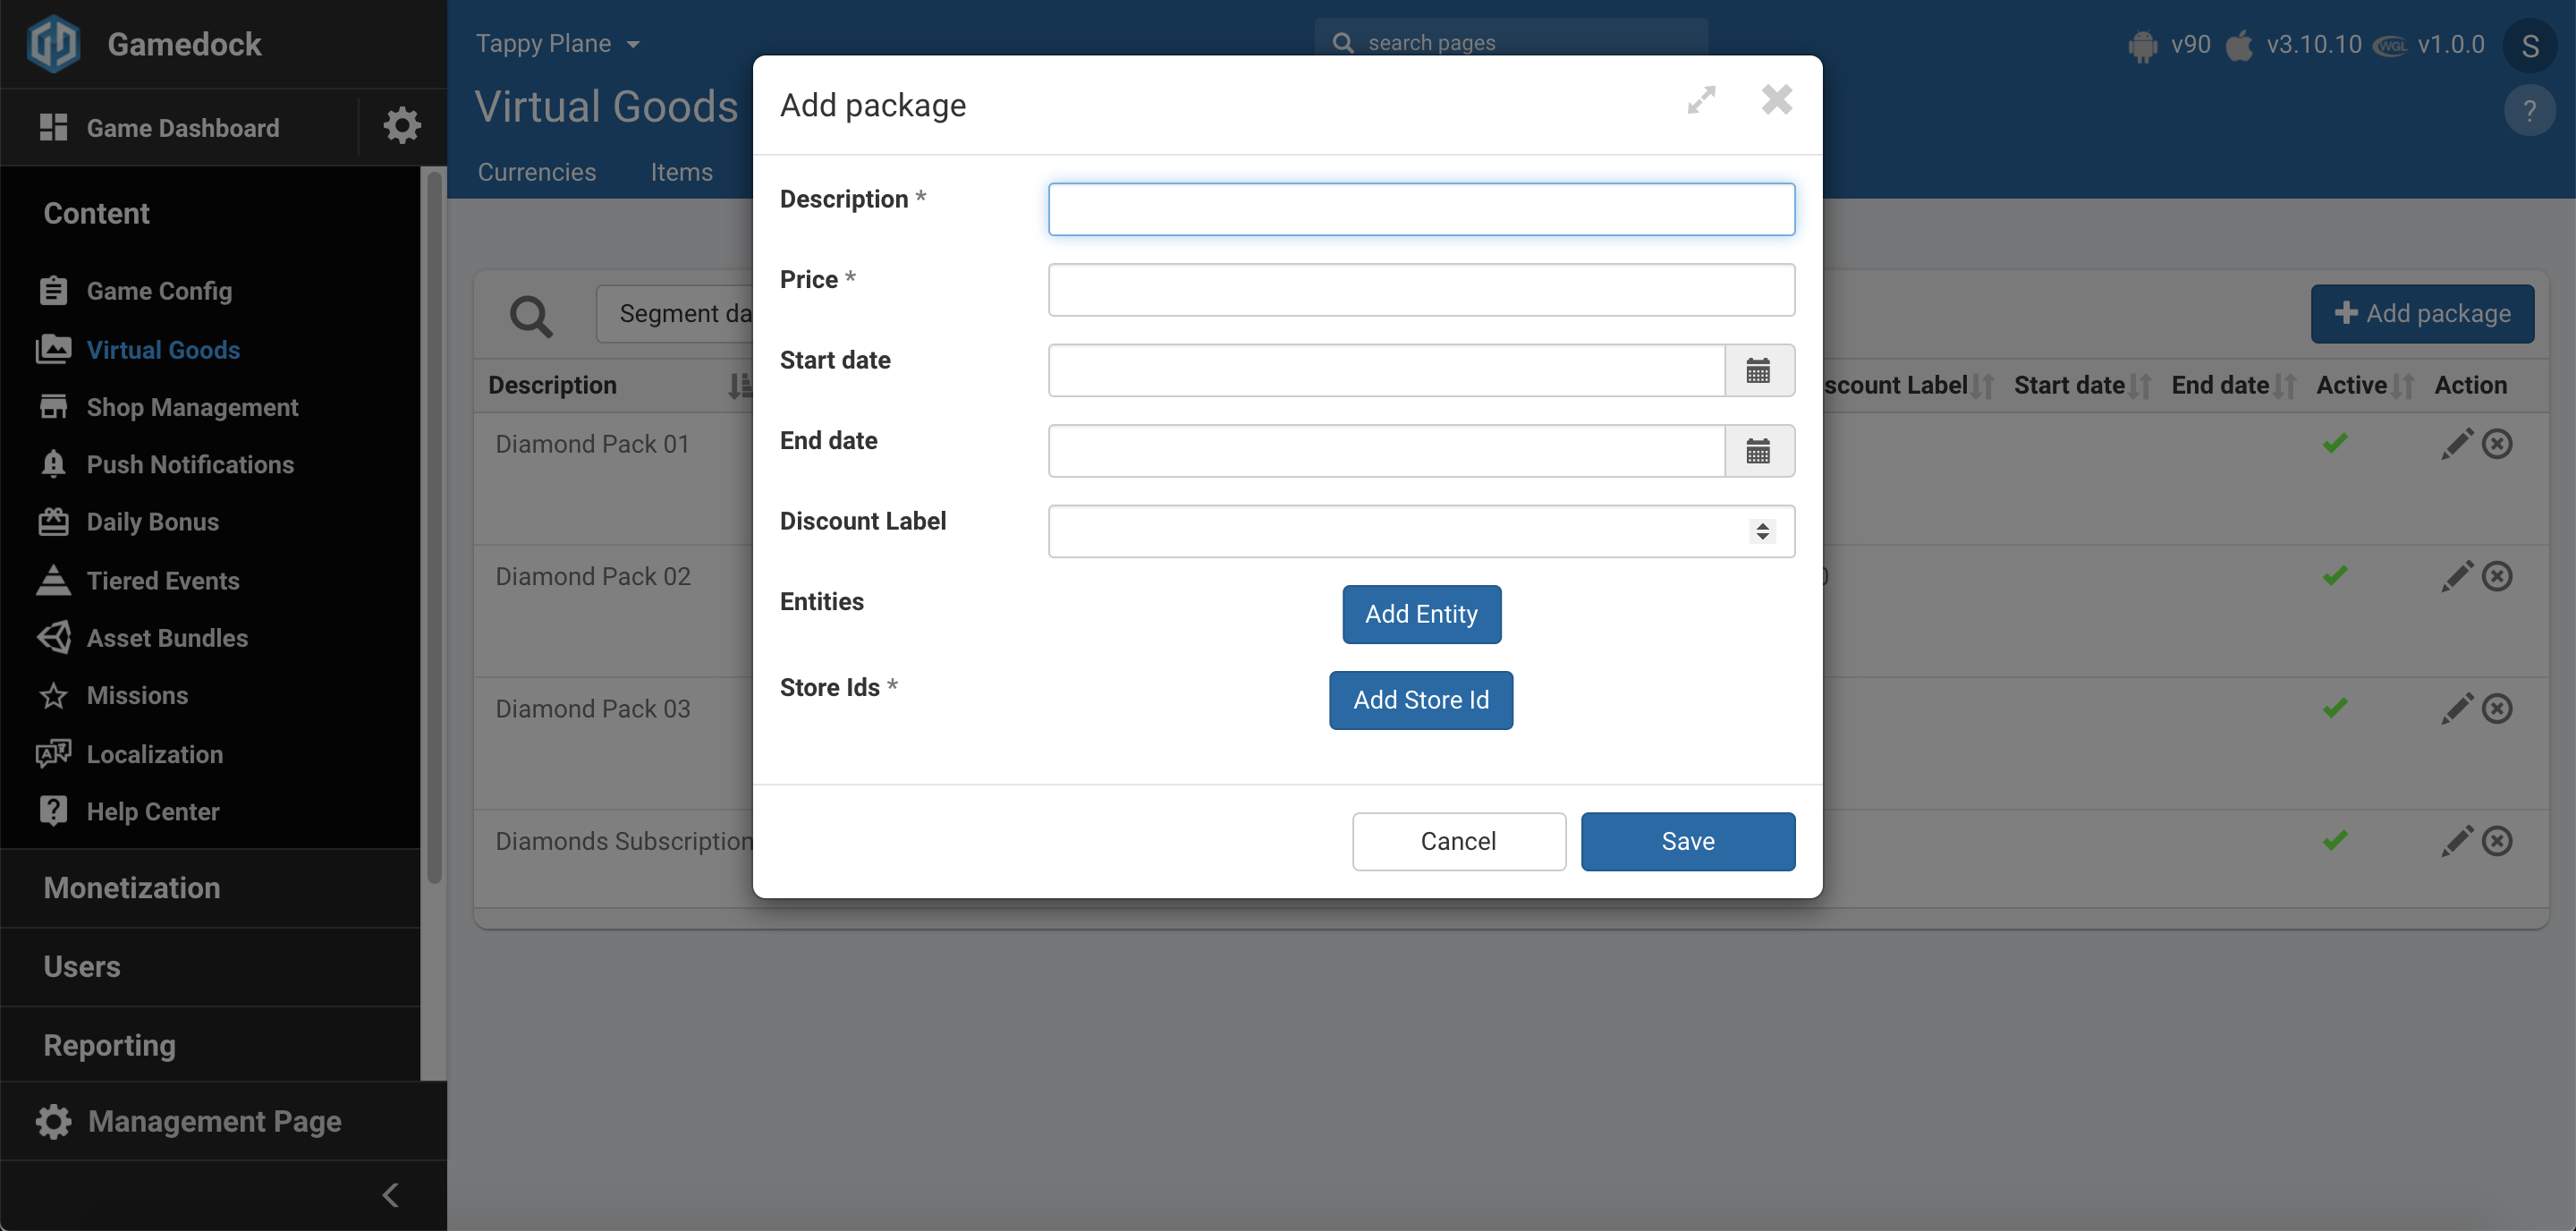 Gamedock
Game Dashboard
Content
Game Config
Virtual Goods
Shop Management
Push Notifications
Daily Bonus
Tiered Events
Asset Bundles
Missions
Localization
Help Center
Monetization
Users
Reporting
Management Page
Tappy Plane
search pages
v90 WGL v3.10.10 v1.0.0 S
?
Virtual Goods
Currencies Items
Segment da
Add package
Description scount Label Start date End date Active Action
Diamond Pack 01
Diamond Pack 02
Diamond Pack 03
Diamonds Subscription
Add package
Description *
Price *
Start date
End date
Discount Label
Entities
Add Entity
Store Ids *
Add Store Id
Cancel Save